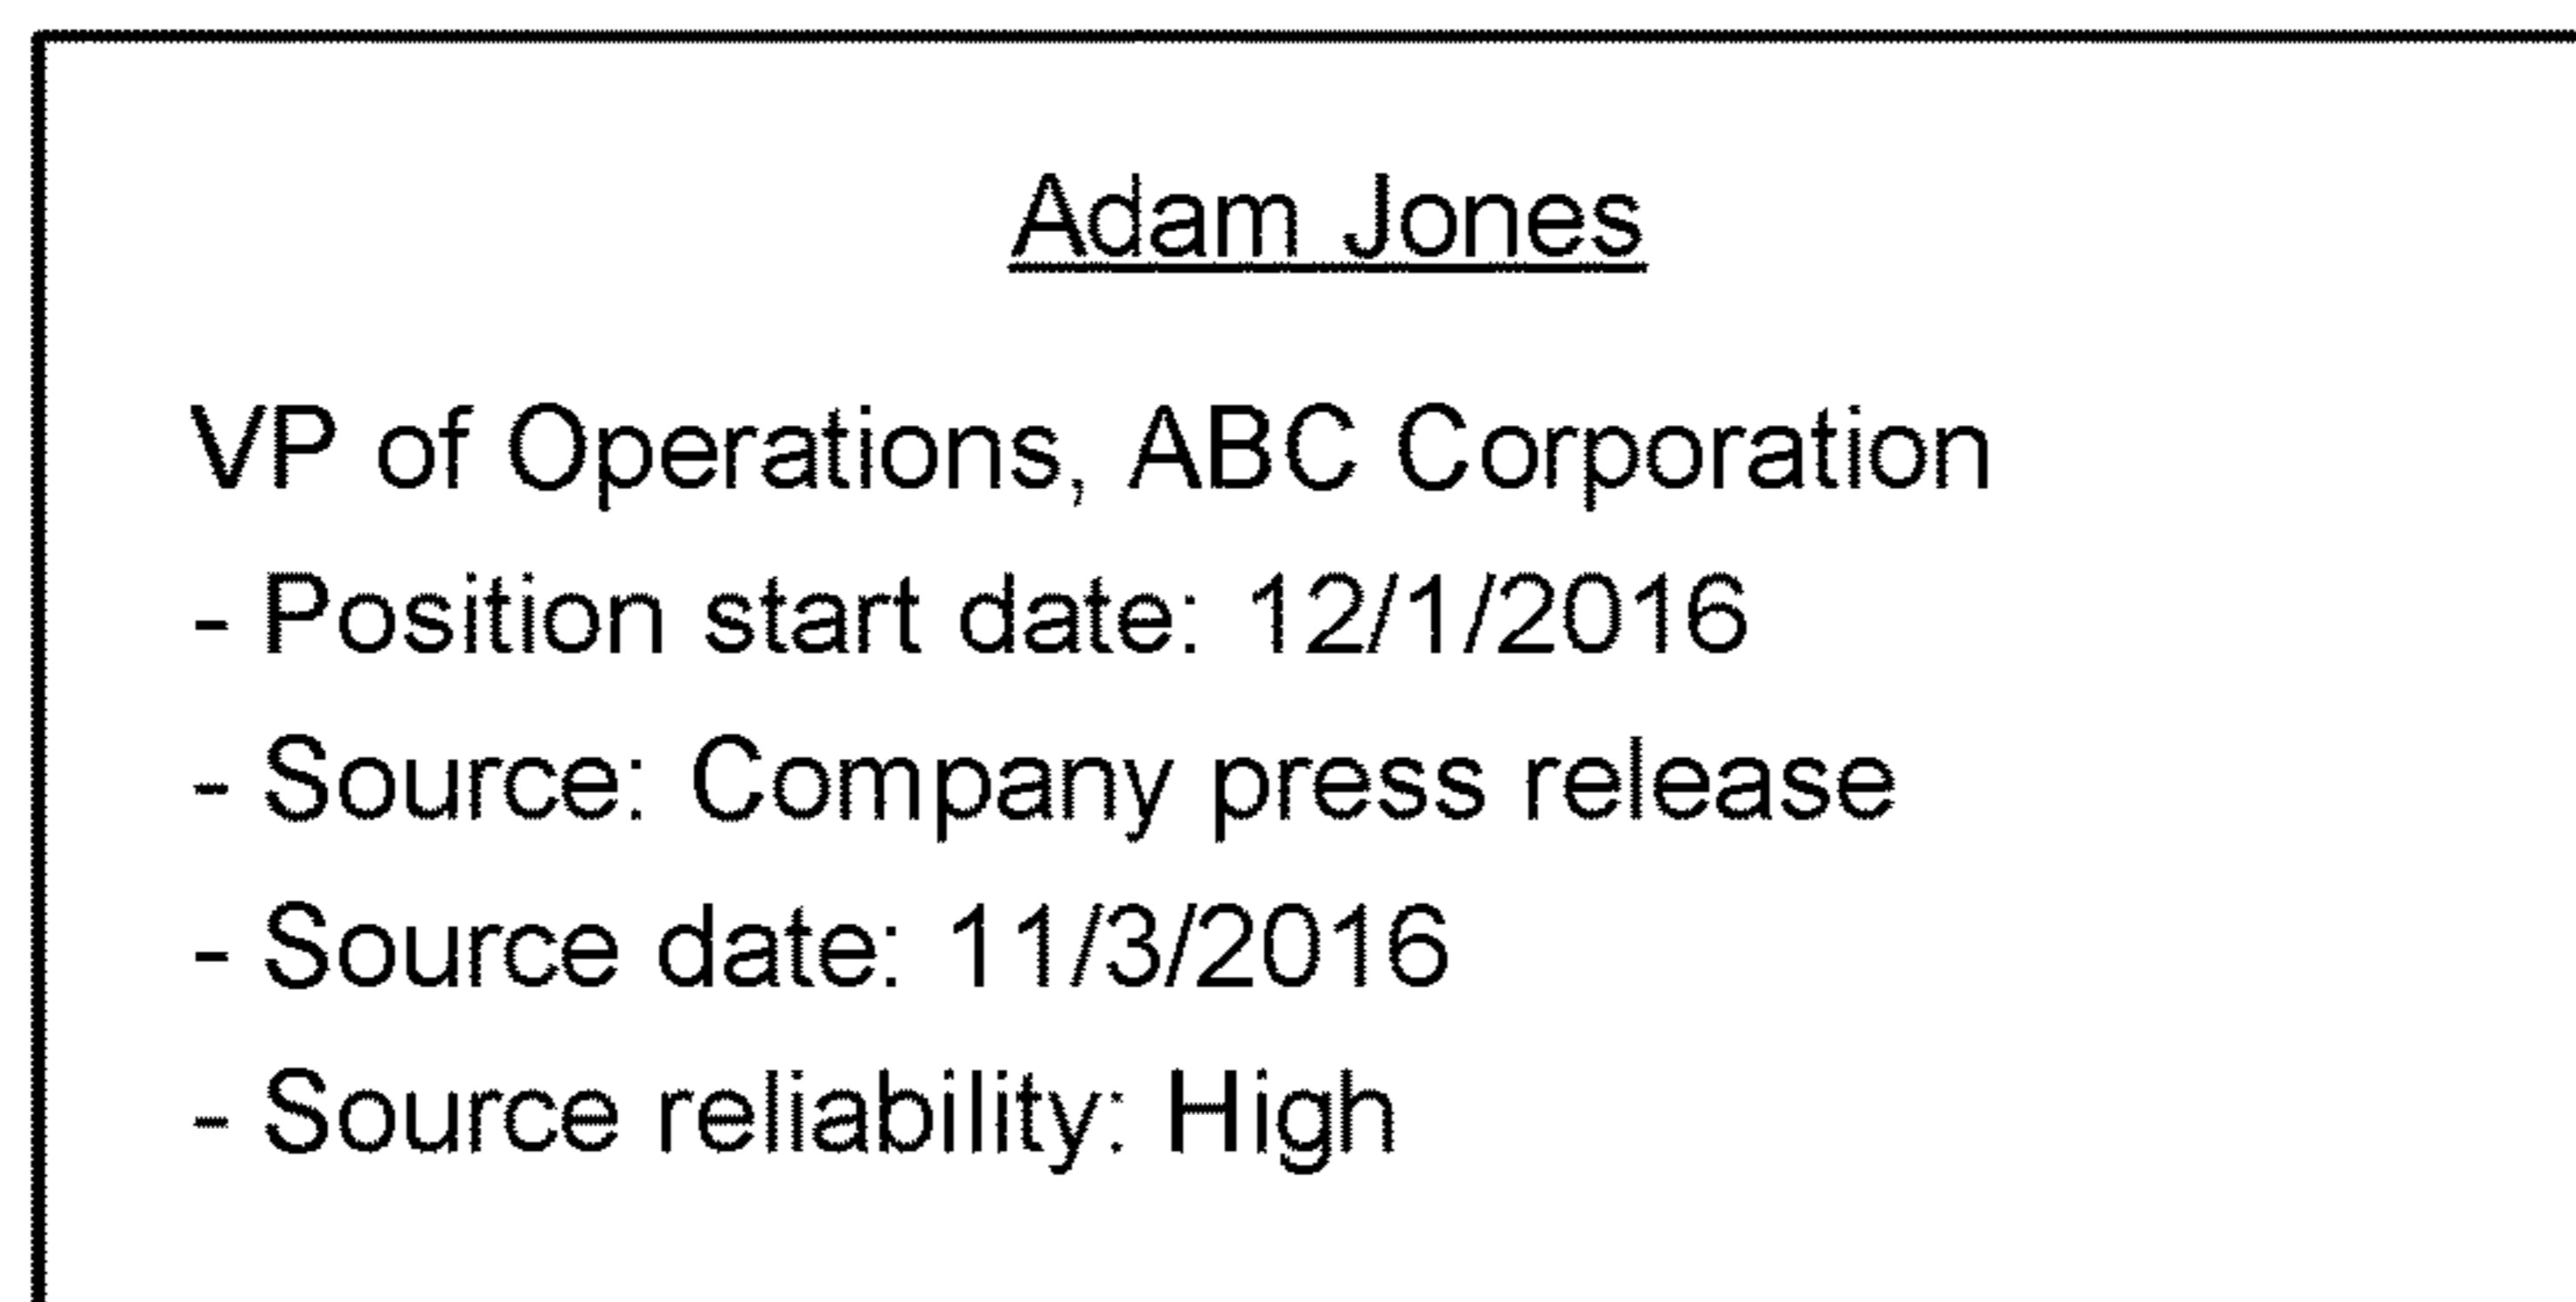 Adam Jones
VP of Operations, ABC Corporation
- Position start date: 12/1/2016
- Source: Company press release
- Source date: 11/3/2016
- Source reliability: High